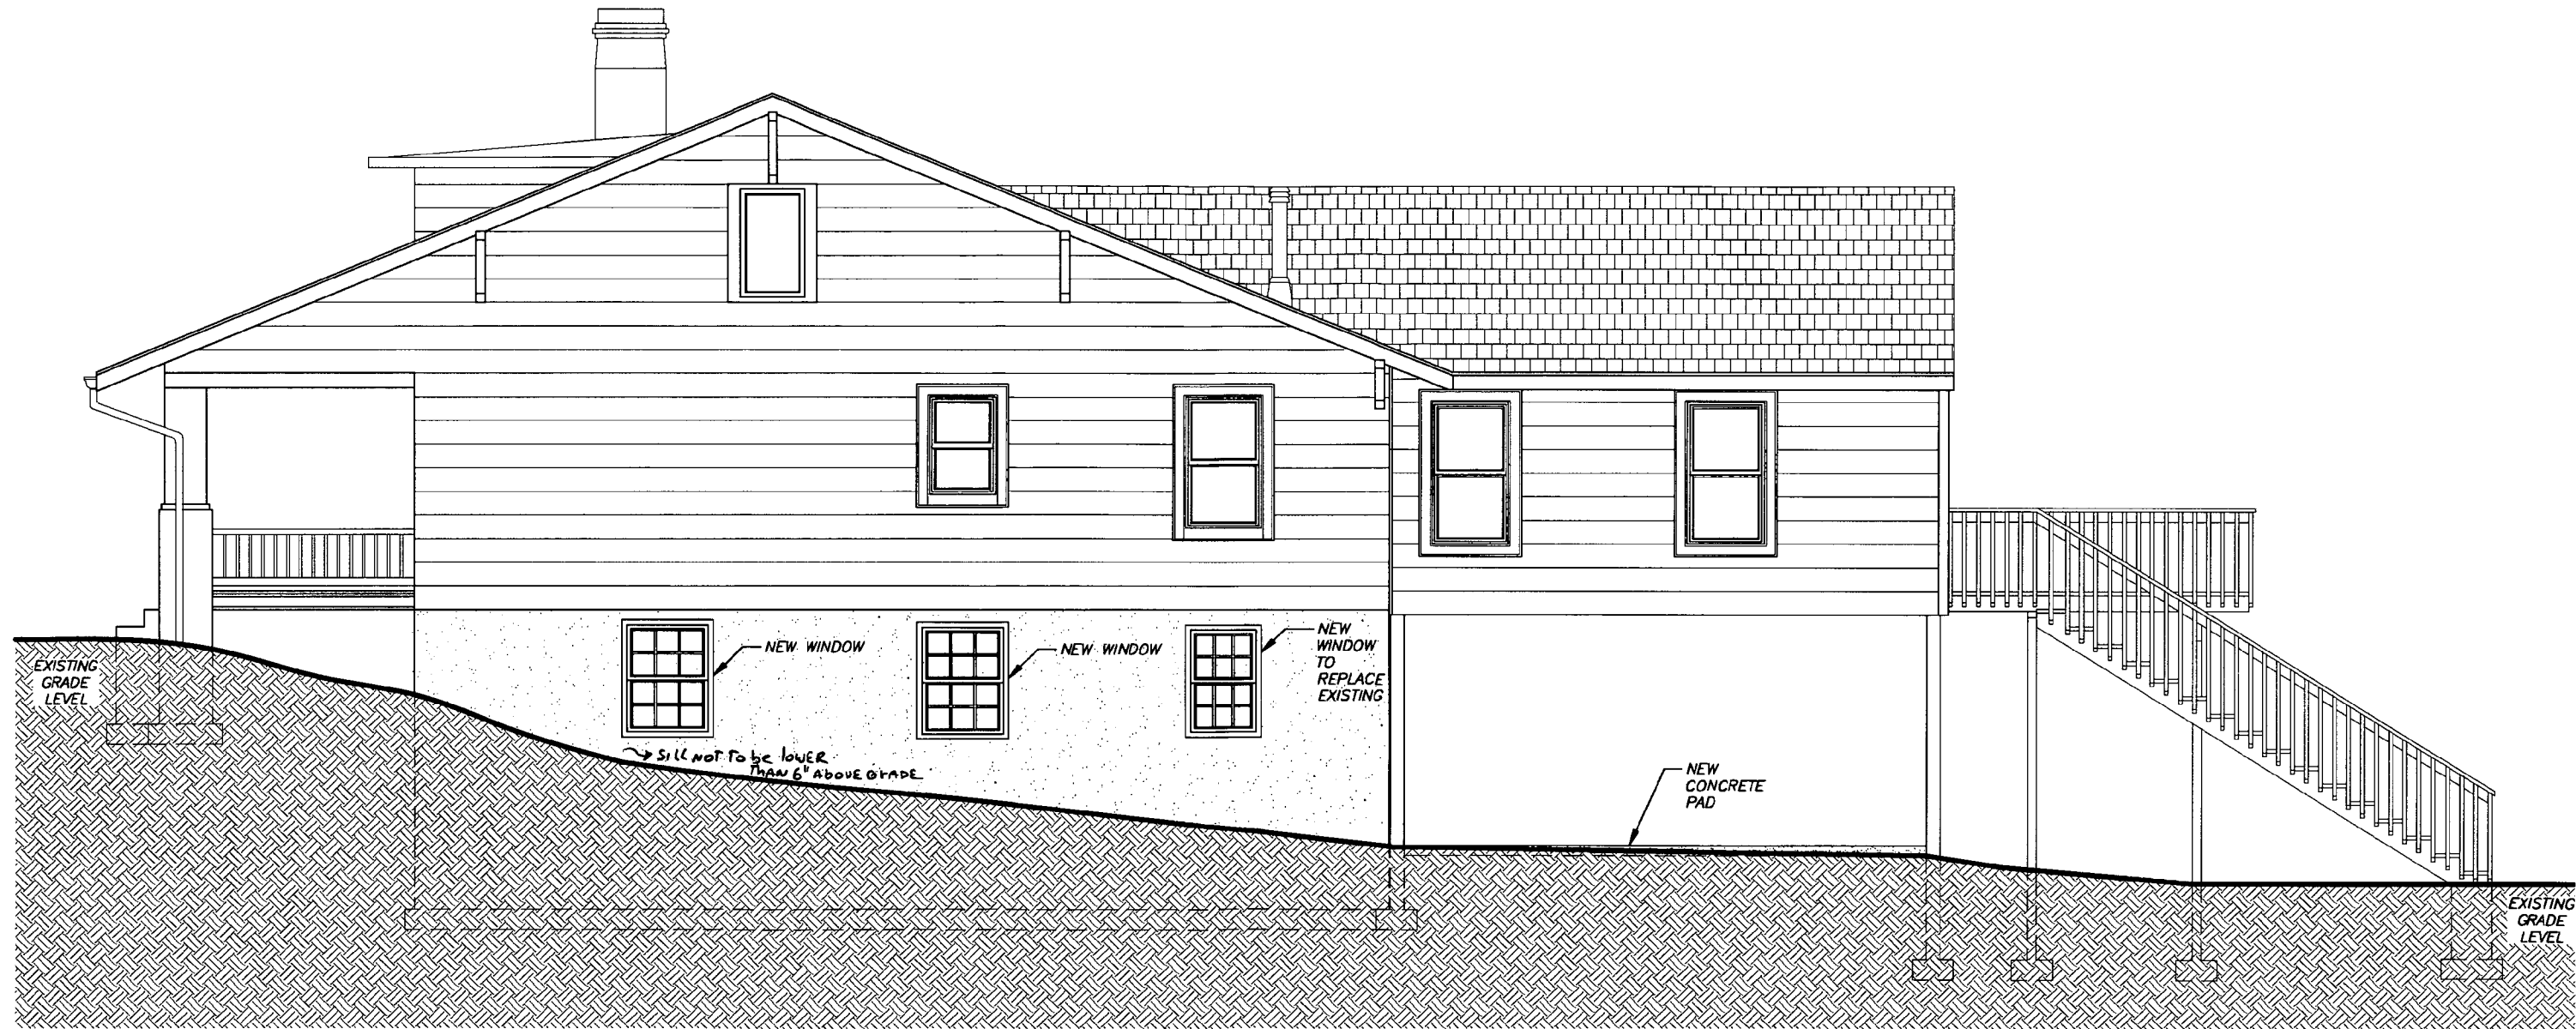 NEW WINDOW
NEW WINDOW
NEW
WINDOW
TO
REPLACE
EXISTING
EXISTING
GRADE
LEVEL
SILL NOT To be lOWER
THAN 6" ABOVE GRADE
NEW
CONCRETE
PAD
EXISTING
GRADE
LEVEL